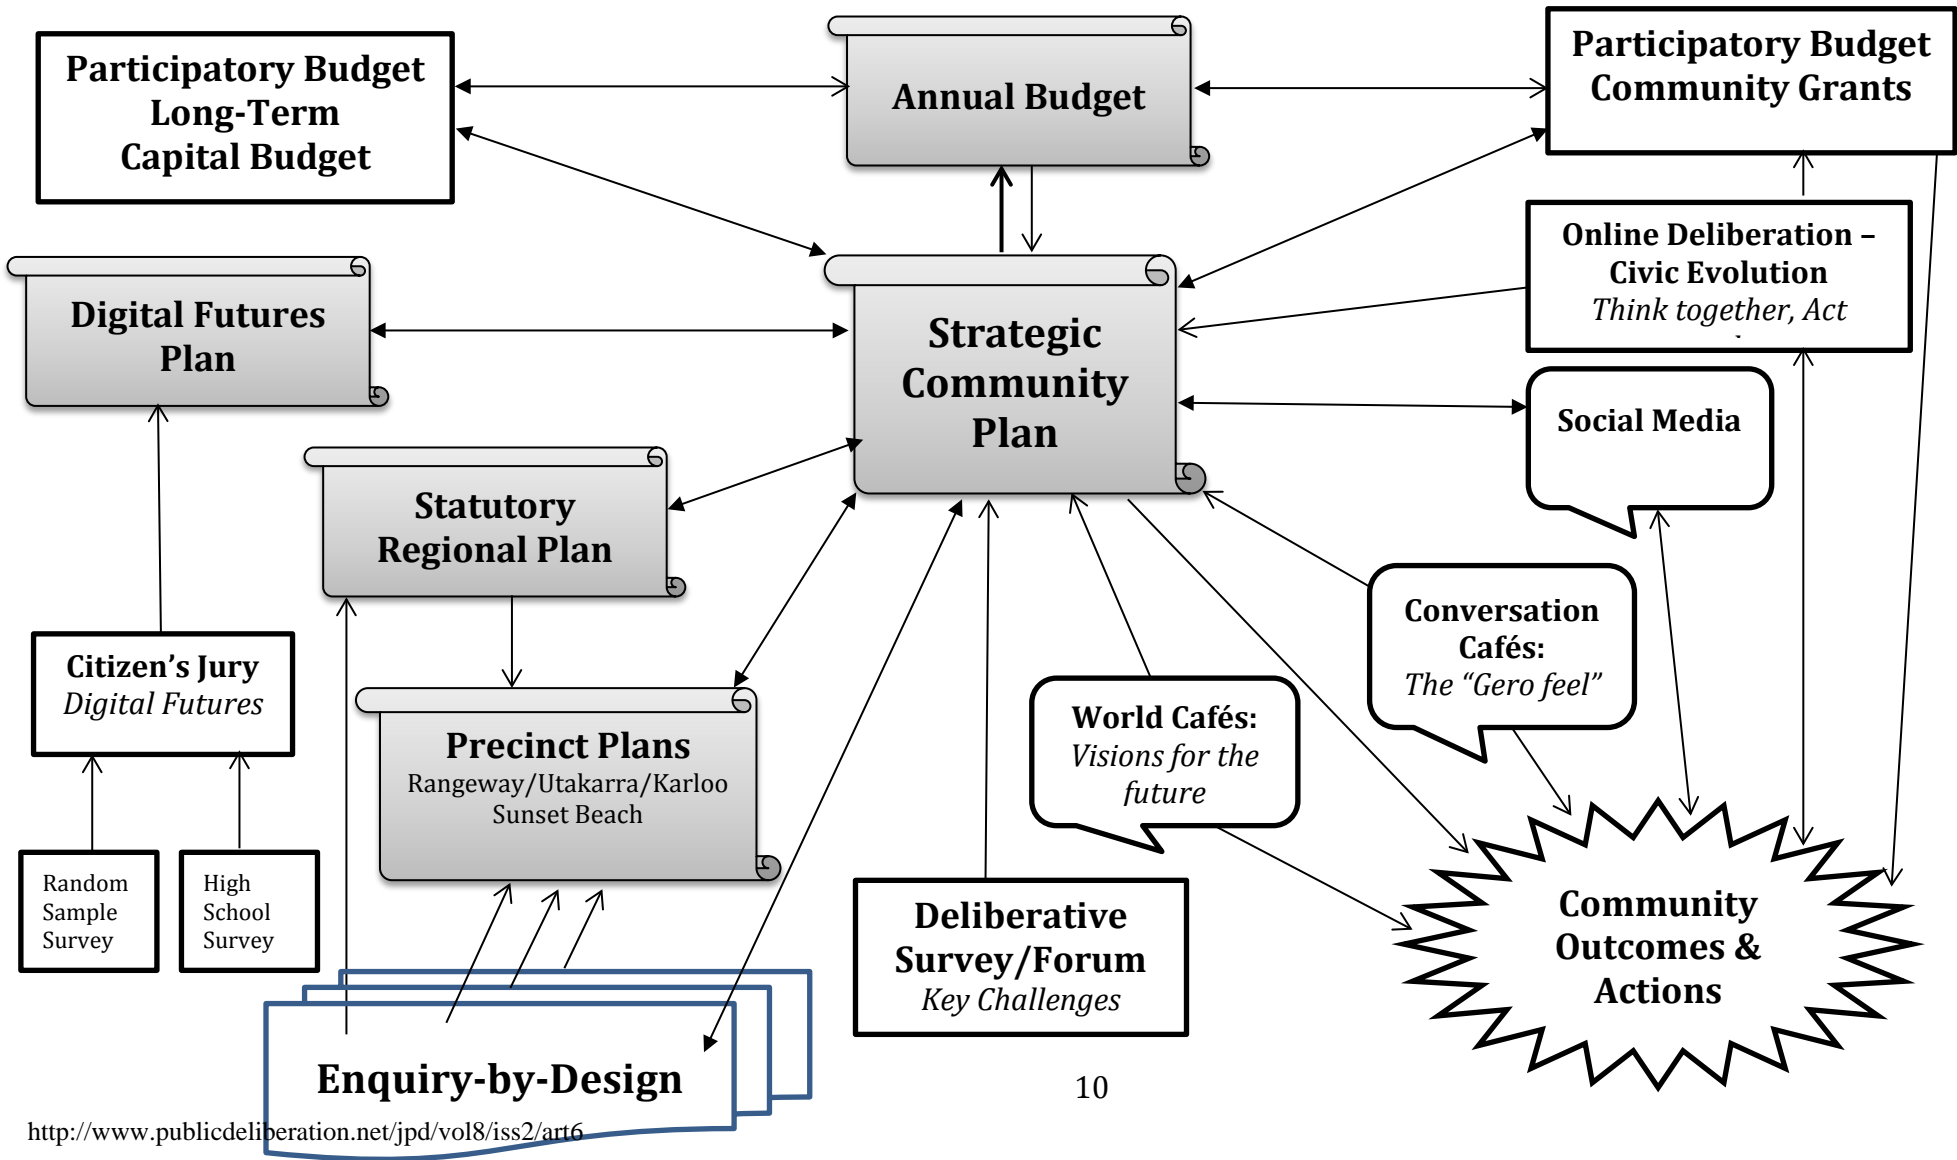 Participatory Budget
Long-Term
Capital Budget
Annual Budget
Participatory Budget
Community Grants
Online Deliberation –
Civic Evolution
Think together, Act
Digital Futures
Plan
Strategic
Community
Plan
Social Media
Statutory
Regional Plan
Conversation
Cafés:
The “Gero feel”
Citizen’s Jury
Digital Futures
Precinct Plans
Rangeway/Utakarra/Karloo
Sunset Beach
World Cafés:
Visions for the
future
Random
Sample
Survey
High
School
Survey
Deliberative
Survey/Forum
Key Challenges
Community
Outcomes &
Actions
Enquiry-by-Design
10
http://www.publicdeliberation.net/jpd/vol8/iss2/art6